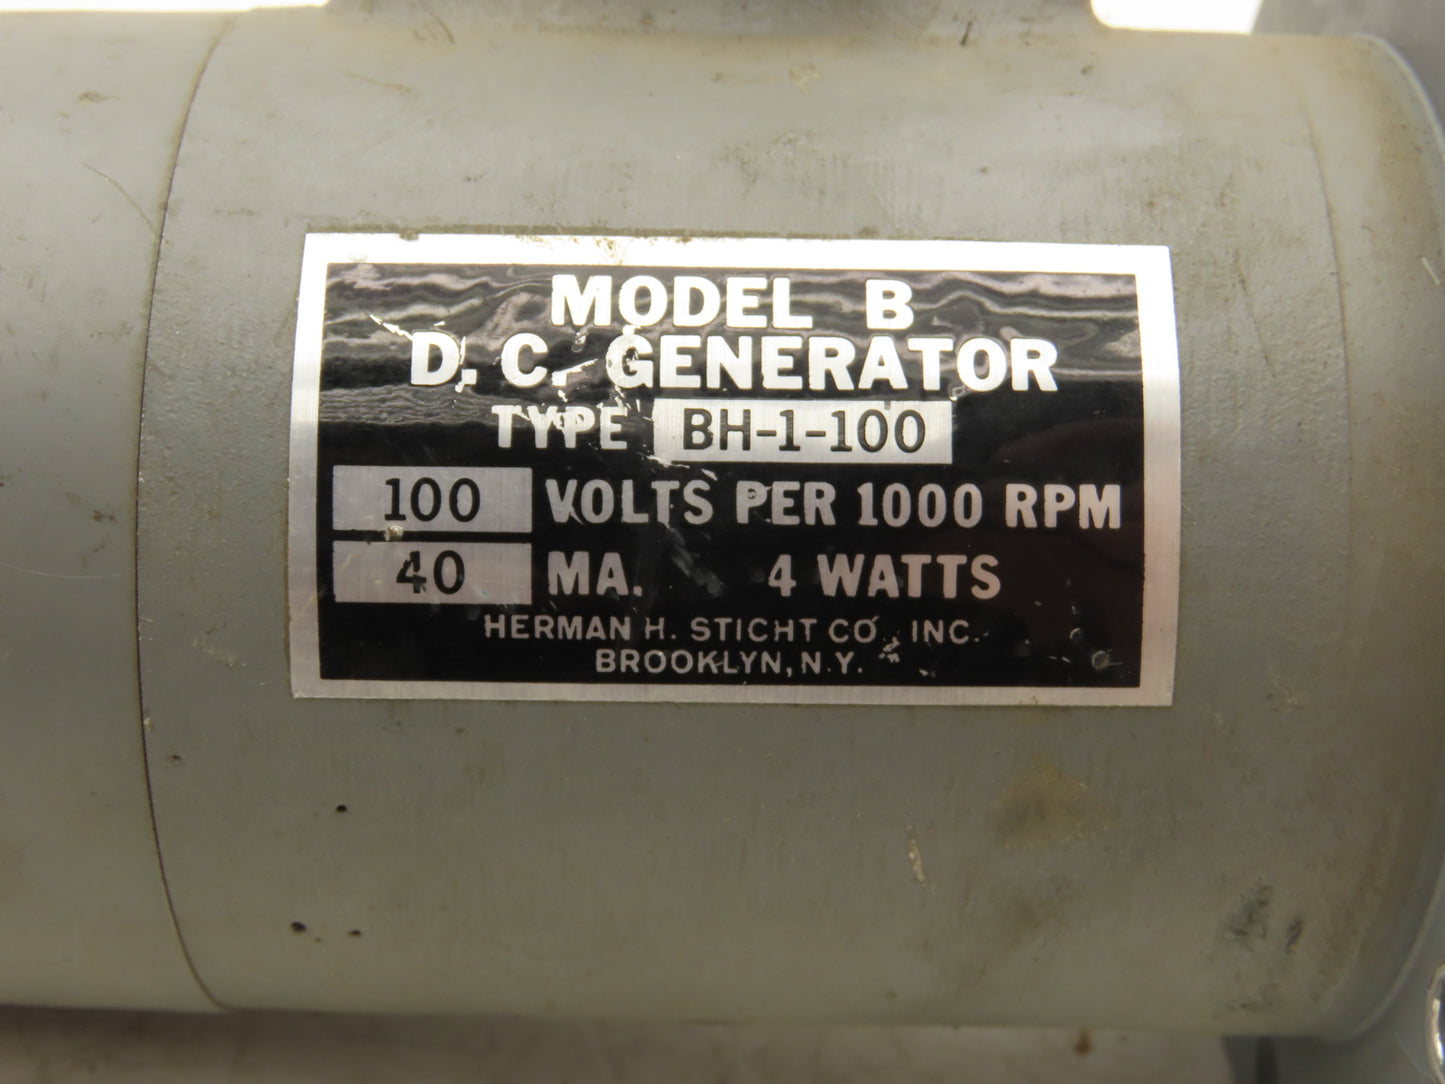 MODEL B
D.C. GENERATOR
TYPE BH-1-100
100 VOLTS PER 1000 RPM
40 MA. 4 WATTS
HERMAN H. STICHT CO., INC.
BROOKLYN, N.Y.